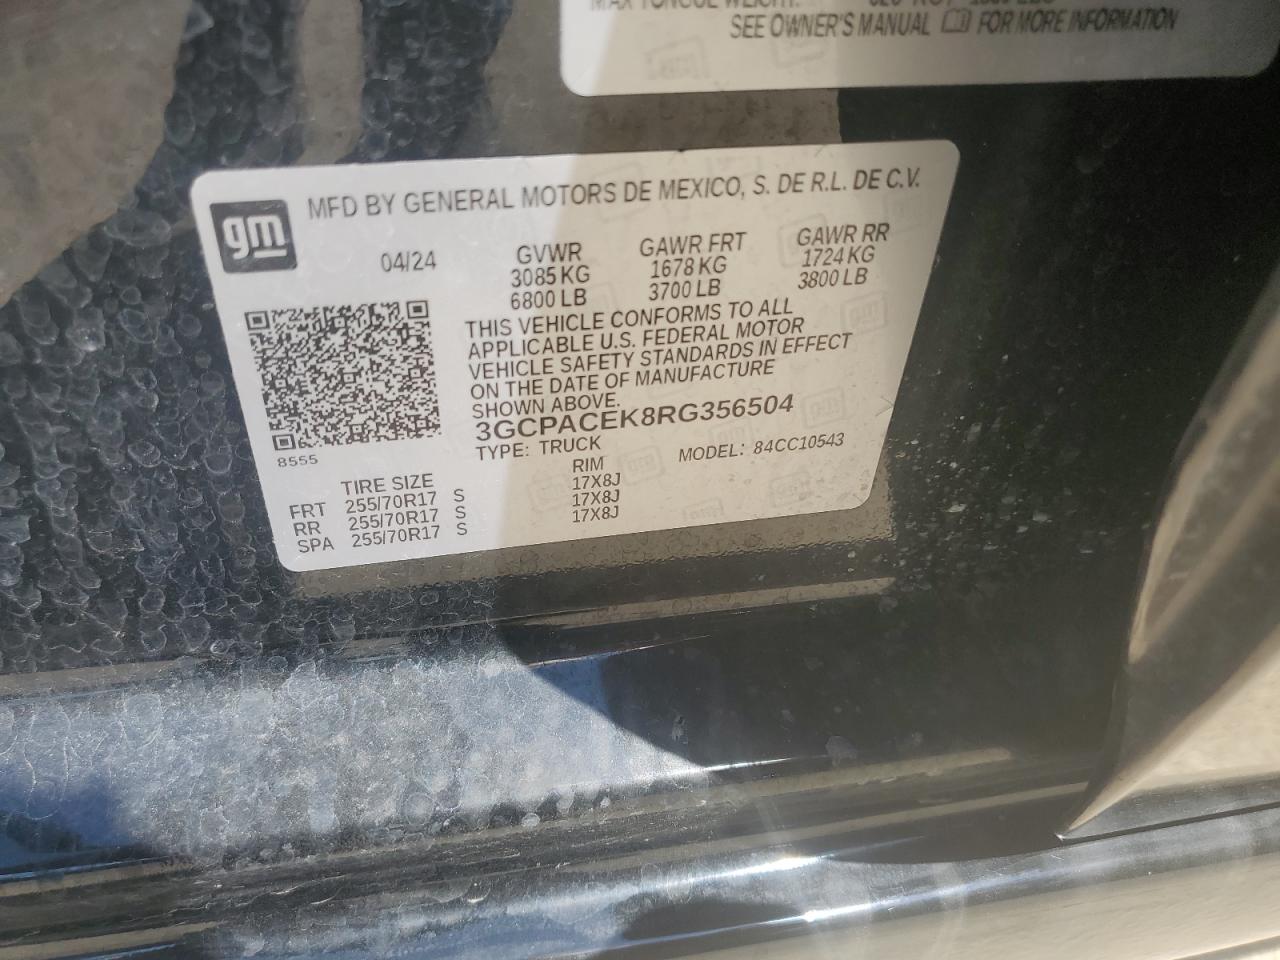 MAX TONGUE WEIGHT:
SEE OWNER'S MANUAL FOR MORE INFORMATION
gm
MFD BY GENERAL MOTORS DE MEXICO, S. DE R.L. DE C.V.
04/24
GVWR GAWR FRT GAWR RR
3085 KG 1678 KG 1724 KG
6800 LB 3700 LB 3800 LB
THIS VEHICLE CONFORMS TO ALL
APPLICABLE U.S. FEDERAL MOTOR
VEHICLE SAFETY STANDARDS IN EFFECT
ON THE DATE OF MANUFACTURE
SHOWN ABOVE.
3GCPACEK8RG356504
8555
TYPE: TRUCK MODEL: 84CC10543
TIRE SIZE RIM
FRT 255/70R17 S 17X8J
RR 255/70R17 S 17X8J
SPA 255/70R17 S 17X8J